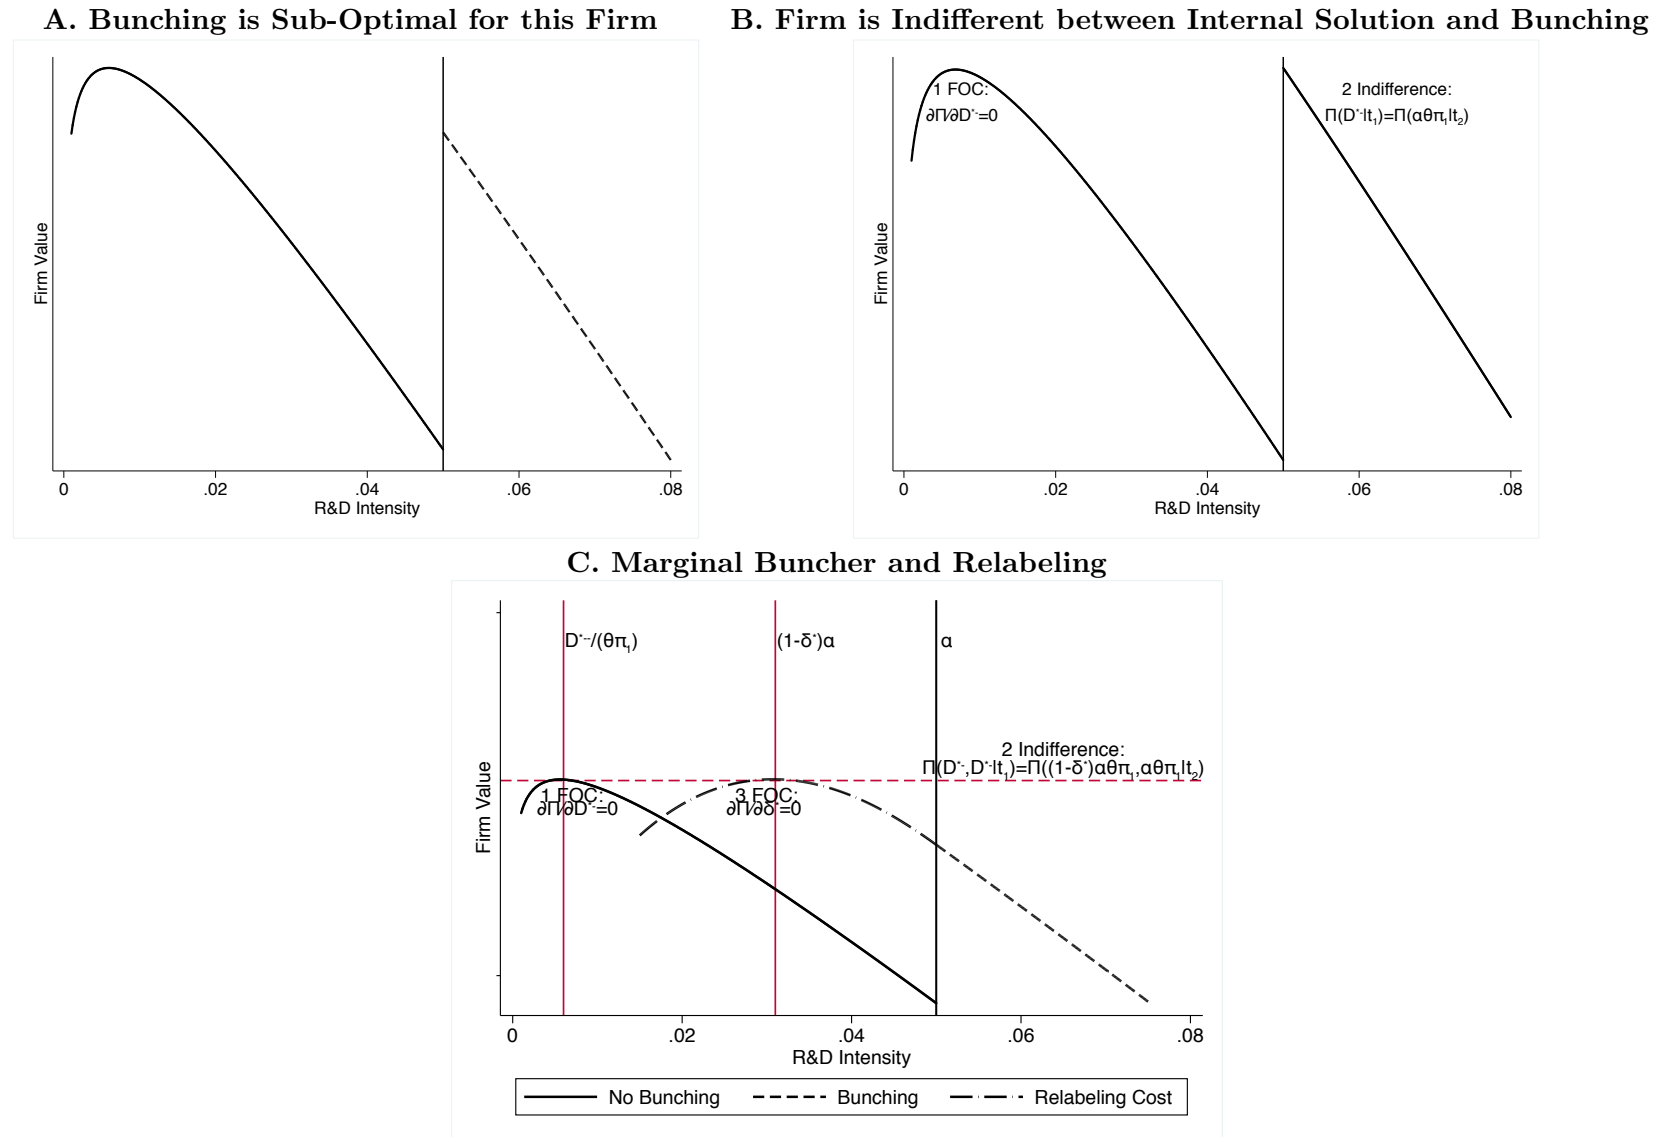 A. Bunching is Sub-Optimal for this Firm
Firm Value
0 .02 .04 .06 .08
R&D Intensity
B. Firm is Indifferent between Internal Solution and Bunching
1 FOC:
∂Π/∂D*-=0
2 Indifference:
Π(D*-|t₁)=Π(αθπ₁|t₂)
Firm Value
0 .02 .04 .06 .08
R&D Intensity
C. Marginal Buncher and Relabeling
D*-/(θπ₁)
(1-δ*)α
α
2 Indifference:
Π(D*-,D*-|t₁)=Π((1-δ*)αθπ₁,αθπ₁|t₂)
1 FOC:
∂Π/∂D*-=0
3 FOC:
∂Π/∂δ*=0
Firm Value
0 .02 .04 .06 .08
R&D Intensity
No Bunching Bunching Relabeling Cost